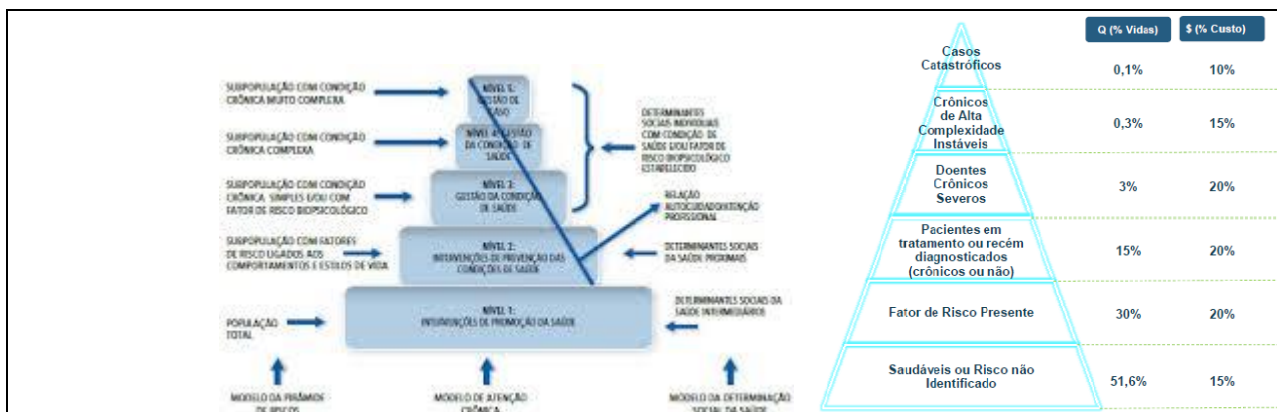 SUBPOPULAÇÃO COM CONDIÇÃO
CRÔNICA MUITO COMPLEXA
SUBPOPULAÇÃO COM CONDIÇÃO
CRÔNICA COMPLEXA
SUBPOPULAÇÃO COM CONDIÇÃO
CRÔNICA SIMPLES E/OU COM
FATOR DE RISCO BIOPSICOLÓGICO
SUBPOPULAÇÃO COM FATORES
DE RISCO LIGADOS AOS
COMPORTAMENTOS E ESTILOS DE VIDA
POPULAÇÃO
TOTAL
NÍVEL 5:
GESTÃO DE
CASO
NÍVEL 4: GESTÃO
DA CONDIÇÃO DE
SAÚDE
NÍVEL 3:
GESTÃO DA CONDIÇÃO
DE SAÚDE
NÍVEL 2:
INTERVENÇÕES DE PREVENÇÃO DAS
CONDIÇÕES DE SAÚDE
NÍVEL 1:
INTERVENÇÕES DE PROMOÇÃO DA SAÚDE
DETERMINANTES
SOCIAIS INDIVIDUAIS
COM CONDIÇÃO DE
SAÚDE E/OU FATOR DE
RISCO BIOPSICOLÓGICO
ESTABELECIDO
RELAÇÃO
AUTOCUIDADO/ATENÇÃO
PROFISSIONAL
DETERMINANTES SOCIAIS
DA SAÚDE PROXIMAIS
DETERMINANTES SOCIAIS DA
SAÚDE INTERMEDIÁRIOS
MODELO DA PIRÂMIDE
DE RISCOS
MODELO DE ATENÇÃO
CRÔNICA
MODELO DA DETERMINAÇÃO
SOCIAL DA SAÚDE
Q (% Vidas) $ (% Custo)
Casos
Catastróficos
0,1% 10%
Crônicos
de Alta
Complexidade
Instáveis
0,3% 15%
Doentes
Crônicos
Severos
3% 20%
Pacientes em
tratamento ou recém
diagnosticados
(crônicos ou não)
15% 20%
Fator de Risco Presente
30% 20%
Saudáveis ou Risco não
Identificado
51,6% 15%